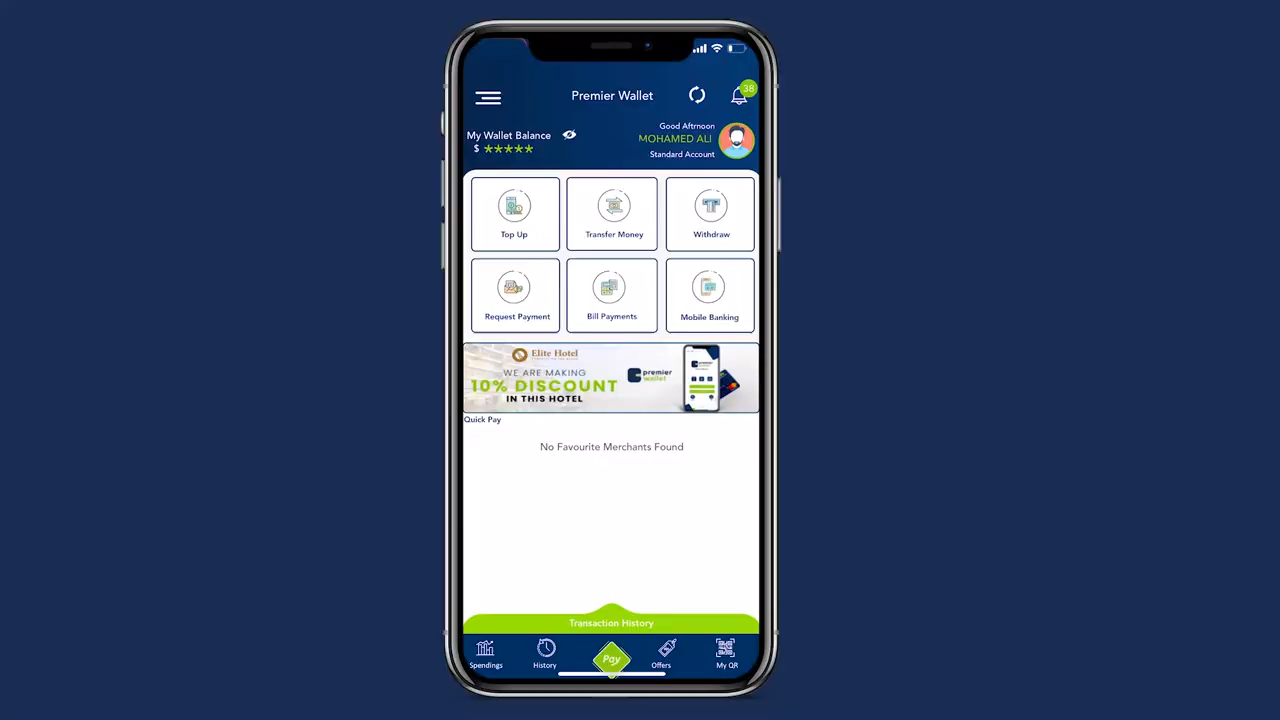 Premier Wallet
38
My Wallet Balance
$ *****
Good Aftrnoon
MOHAMED ALI
Standard Account
Top Up
Transfer Money
Withdraw
Request Payment
Bill Payments
Mobile Banking
Elite Hotel
WE ARE MAKING
10% DISCOUNT
IN THIS HOTEL
premier
wallet
Quick Pay
No Favourite Merchants Found
Transaction History
Spendings
History
Pay
Offers
My QR